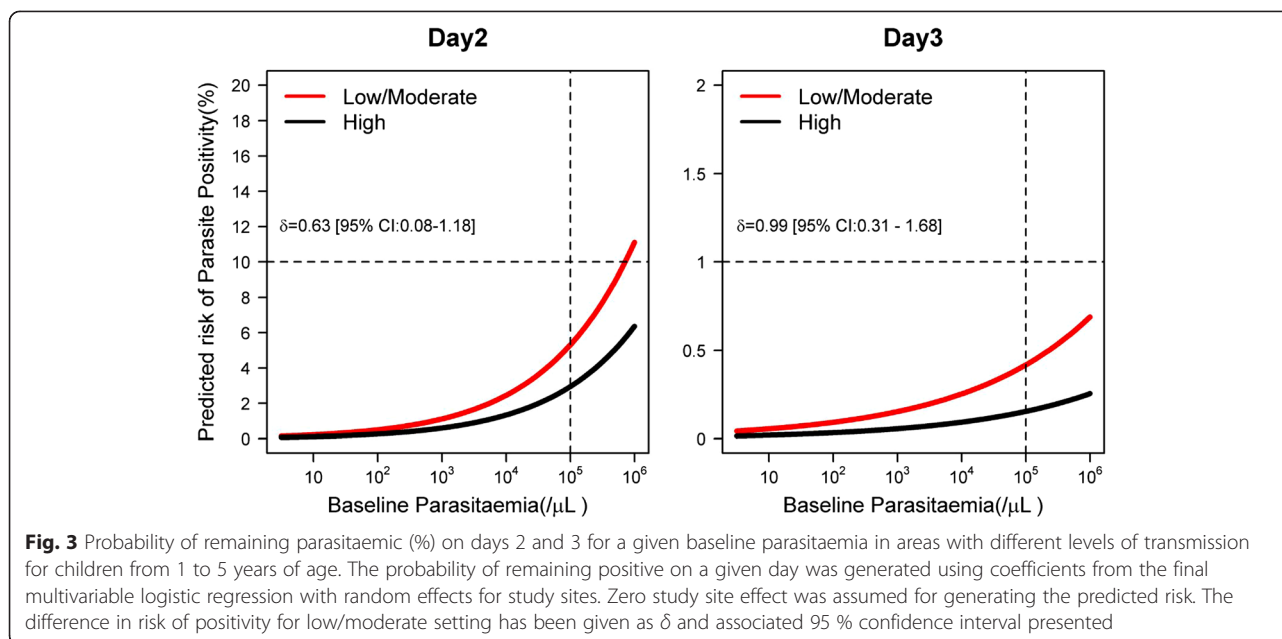 Day2
Predicted risk of Parasite Positivity(%)
20
18
16
14
12
10
8
6
4
2
0
Low/Moderate
High
δ=0.63 [95% CI:0.08-1.18]
10 10² 10³ 10⁴ 10⁵ 10⁶
Baseline Parasitaemia(/μL )
Day3
2
1.5
1
0.5
0
Low/Moderate
High
δ=0.99 [95% CI:0.31 - 1.68]
10 10² 10³ 10⁴ 10⁵ 10⁶
Baseline Parasitaemia(/μL )
Fig. 3 Probability of remaining parasitaemic (%) on days 2 and 3 for a given baseline parasitaemia in areas with different levels of transmission
for children from 1 to 5 years of age. The probability of remaining positive on a given day was generated using coefficients from the final
multivariable logistic regression with random effects for study sites. Zero study site effect was assumed for generating the predicted risk. The
difference in risk of positivity for low/moderate setting has been given as δ and associated 95 % confidence interval presented